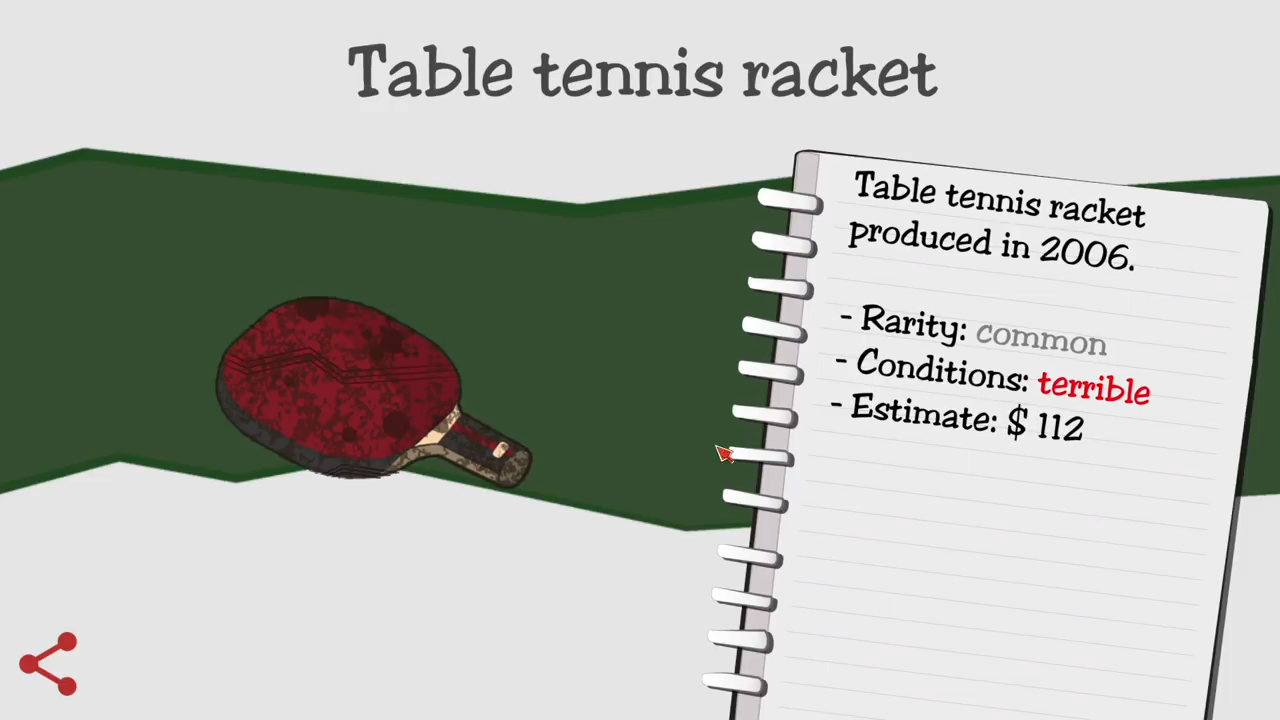 Table tennis racket
Table tennis racket
produced in 2006.
- Rarity: common
- Conditions: terrible
- Estimate: $ 112